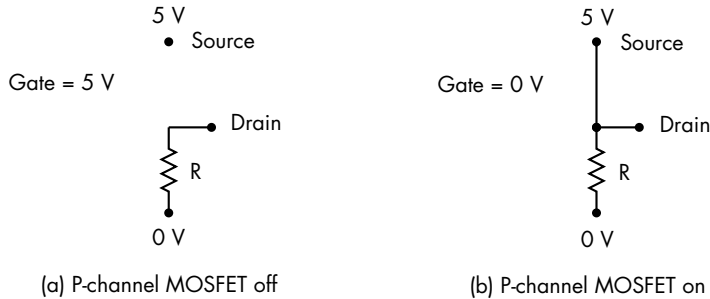 5 V
Source
Gate = 5 V
Drain
R
0 V
(a) P-channel MOSFET off
5 V
Source
Gate = 0 V
Drain
R
0 V
(b) P-channel MOSFET on